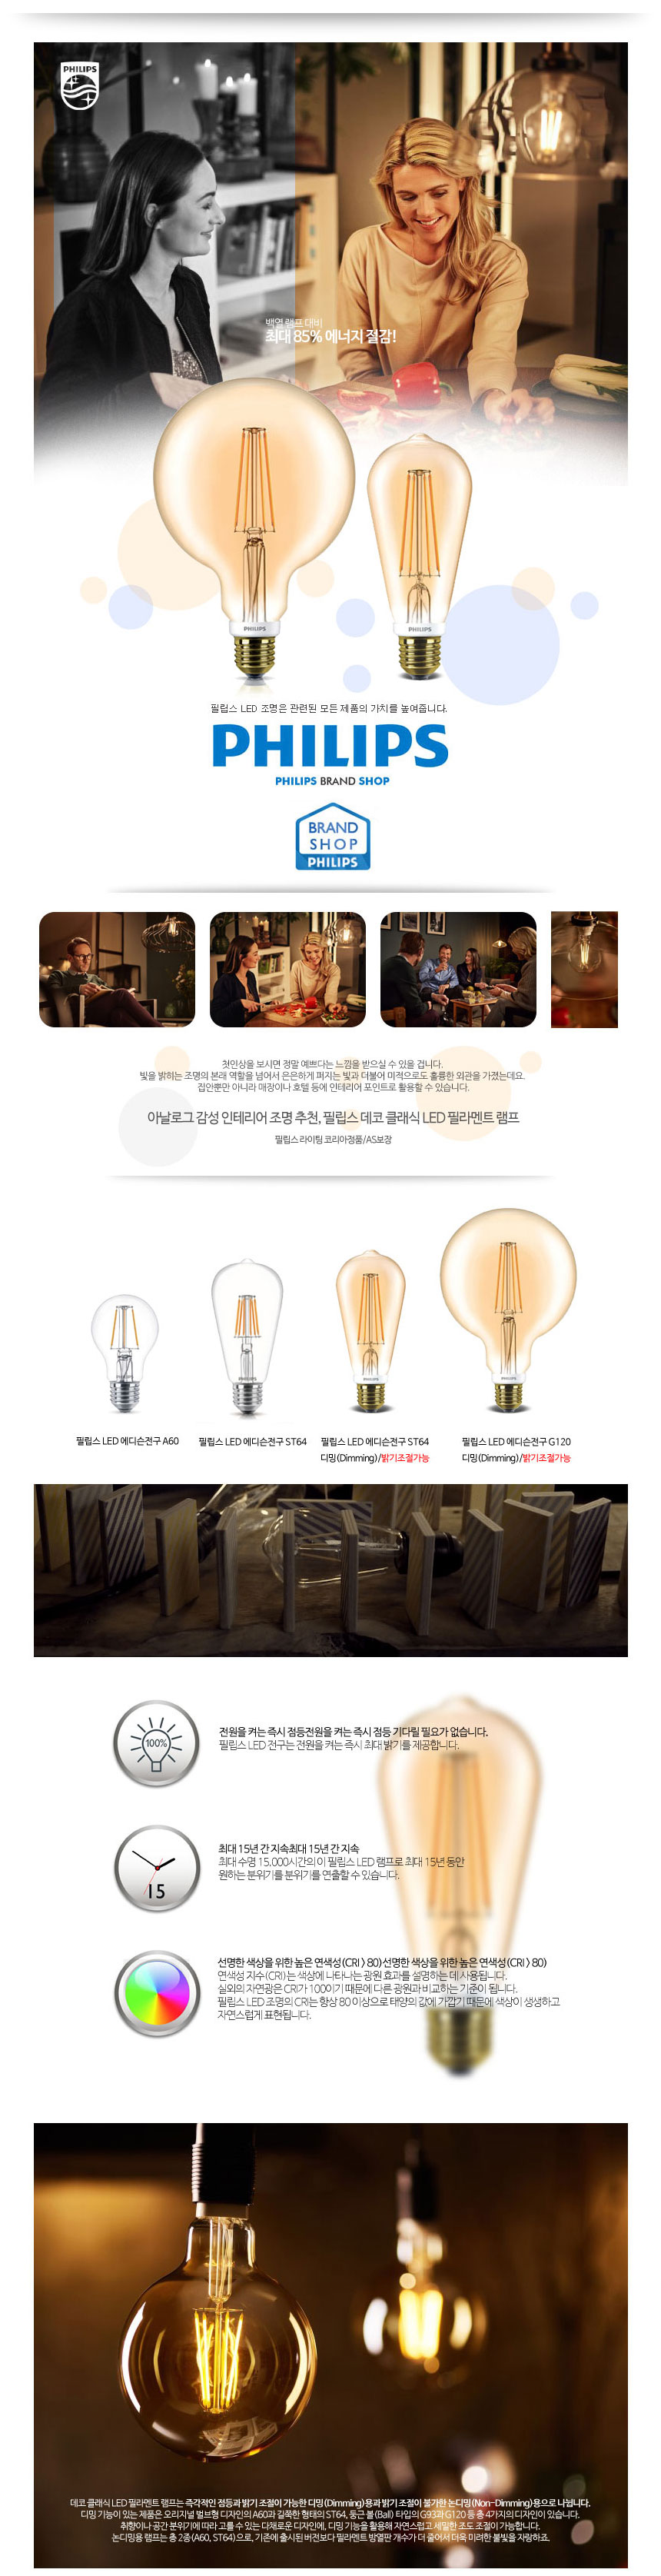 PHILIPS
백열 램프 대비
최대 85% 에너지 절감!
PHILIPS
PHILIPS
필립스 LED 조명은 관련된 모든 제품의 가치를 높여줍니다.
PHILIPS
PHILIPS BRAND SHOP
BRAND
SHOP
PHILIPS
첫인상을 보시면 정말 예쁘다는 느낌을 받으실 수 있을 겁니다.
빛을 밝히는 조명의 본래 역할을 넘어서 은은하게 퍼지는 빛과 더불어 미적으로도 훌륭한 외관을 가졌는데요.
집안뿐만 아니라 매장이나 호텔 등에 인테리어 포인트로 활용할 수 있습니다.
아날로그 감성 인테리어 조명 추천, 필립스 데코 클래식 LED 필라멘트 램프
필립스 라이팅 코리아정품/AS보장
필립스 LED 에디슨전구 A60
필립스 LED 에디슨전구 ST64
필립스 LED 에디슨전구 ST64
디밍(Dimming)/밝기조절가능
필립스 LED 에디슨전구 G120
디밍(Dimming)/밝기조절가능
100%
전원을 켜는 즉시 점등전원을 켜는 즉시 점등 기다릴 필요가 없습니다.
필립스 LED 전구는 전원을 켜는 즉시 최대 밝기를 제공합니다.
15
최대 15년 간 지속최대 15년 간 지속
최대 수명 15,000시간의 이 필립스 LED 램프로 최대 15년 동안
원하는 분위기를 분위기를 연출할 수 있습니다.
선명한 색상을 위한 높은 연색성(CRI > 80)선명한 색상을 위한 높은 연색성(CRI > 80)
연색성 지수(CRI)는 색상에 나타나는 광원 효과를 설명하는 데 사용됩니다.
실외의 자연광은 CRI가 100이기 때문에 다른 광원과 비교하는 기준이 됩니다.
필립스 LED 조명의 CRI는 항상 80 이상으로 태양의 값에 가깝기 때문에 색상이 생생하고
자연스럽게 표현됩니다.
데코 클래식 LED 필라멘트 램프는 즉각적인 점등과 밝기 조절이 가능한 디밍(Dimming)용과 밝기 조절이 불가한 논디밍(Non-Dimming)용으로 나뉩니다.
디밍 기능이 있는 제품은 오리지널 벌브형 디자인의 A60과 길쭉한 형태의 ST64, 둥근 볼(Ball) 타입의 G93과 G120 등 총 4가지의 디자인이 있습니다.
취향이나 공간 분위기에 따라 고를 수 있는 다채로운 디자인에, 디밍 기능을 활용해 자연스럽고 세밀한 조도 조절이 가능합니다.
논디밍용 램프는 총 2종(A60, ST64)으로, 기존에 출시된 버전보다 필라멘트 방열판 개수가 더 줄어서 더욱 미려한 불빛을 자랑하죠.